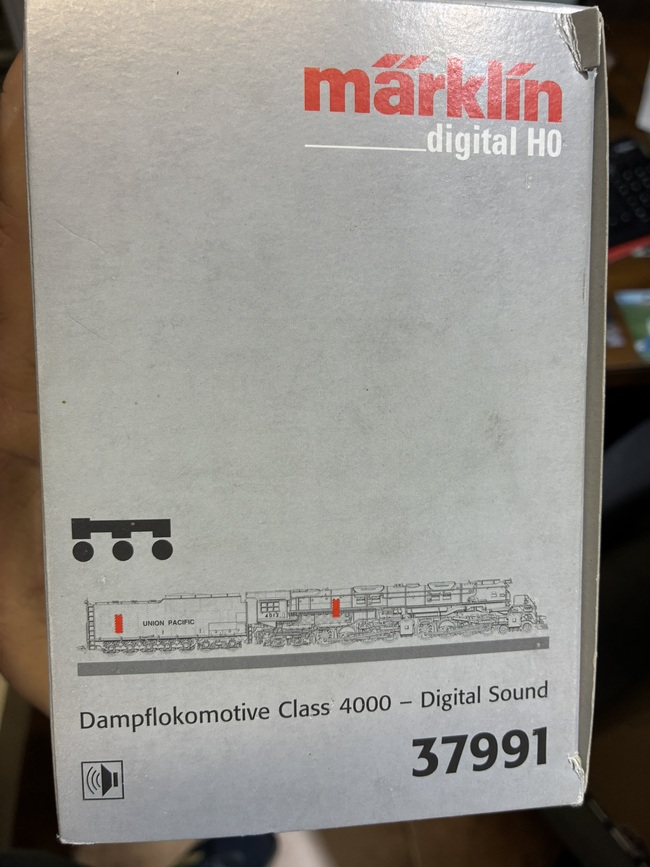 märklin
digital H0
UNION PACIFIC
Dampflokomotive Class 4000 – Digital Sound
37991